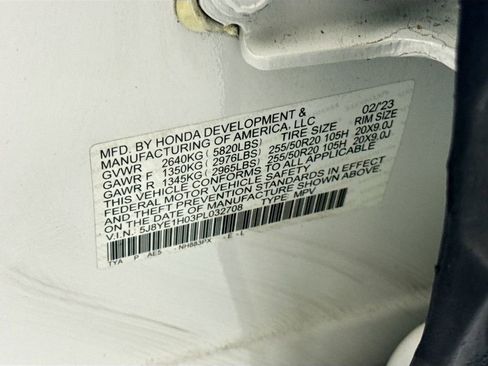 MFD. BY HONDA DEVELOPMENT & 02/'23
MANUFACTURING OF AMERICA, LLC TIRE SIZE RIM SIZE
GVWR 2640KG ( 5820LBS) 255/50R20 105H 20X9.0J
GAWR F 1350KG ( 2976LBS) 255/50R20 105H 20X9.0J
GAWR R 1345KG ( 2965LBS)
THIS VEHICLE CONFORMS TO ALL APPLICABLE
FEDERAL MOTOR VEHICLE SAFETY
AND THEFT PREVENTION STANDARDS IN EFFECT
ON THE DATE OF MANUFACTURE SHOWN ABOVE
V.I.N.: 5J8YE1H03PL032708 TYPE: MPV
TYA P AE5 NH883PX E - L